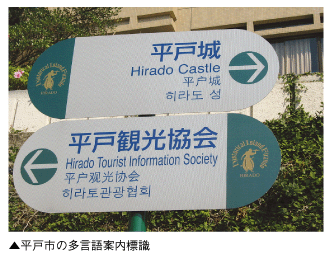 平戸城
Hirado Castle
平户城
히라도 성
平戸観光協会
Hirado Tourist Information Society
平户观光协会
히라토관광협회
▲平戸市の多言語案内標識